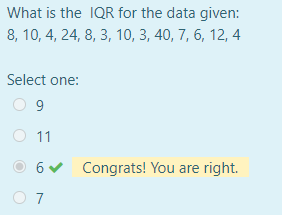 What is the IQR for the data given:
8, 10, 4, 24, 8, 3, 10, 3, 40, 7, 6, 12, 4
Select one:
9
11
6 Congrats! You are right.
7